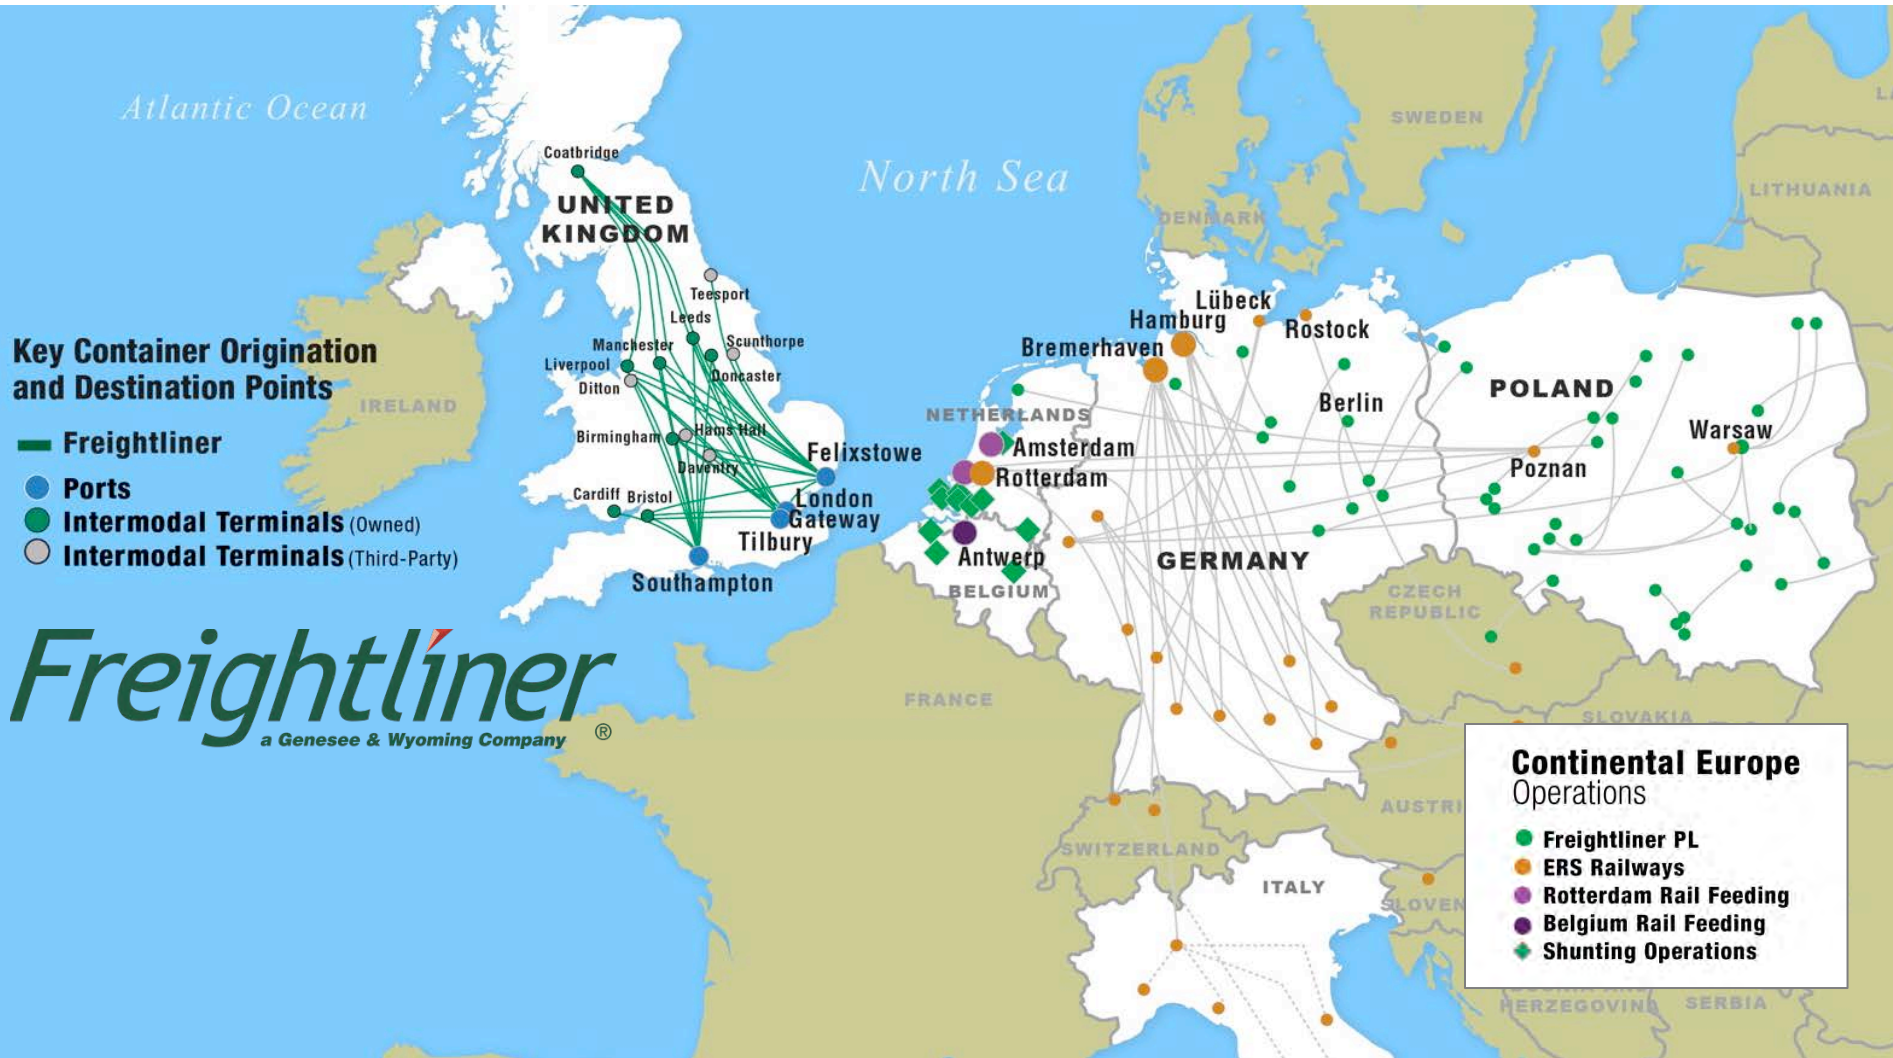 Atlantic Ocean
North Sea
SWEDEN
LITHUANIA
DENMARK
Coatbridge
UNITED
KINGDOM
Teesport
Leeds
Manchester
Scunthorpe
Liverpool
Ditton
Doncaster
IRELAND
Birmingham
Hams Hall
Daventry
Felixstowe
Cardiff
Bristol
London
Gateway
Tilbury
Southampton
Key Container Origination
and Destination Points
Freightliner
Ports
Intermodal Terminals (Owned)
Intermodal Terminals (Third-Party)
Freightliner
a Genesee & Wyoming Company ®
Lübeck
Hamburg
Rostock
Bremerhaven
Berlin
POLAND
NETHERLANDS
Amsterdam
Warsaw
Poznan
Rotterdam
Antwerp
GERMANY
BELGIUM
CZECH
REPUBLIC
FRANCE
SLOVAKIA
SWITZERLAND
ITALY
HERZEGOVINA
SERBIA
Continental Europe
Operations
Freightliner PL
ERS Railways
Rotterdam Rail Feeding
Belgium Rail Feeding
Shunting Operations